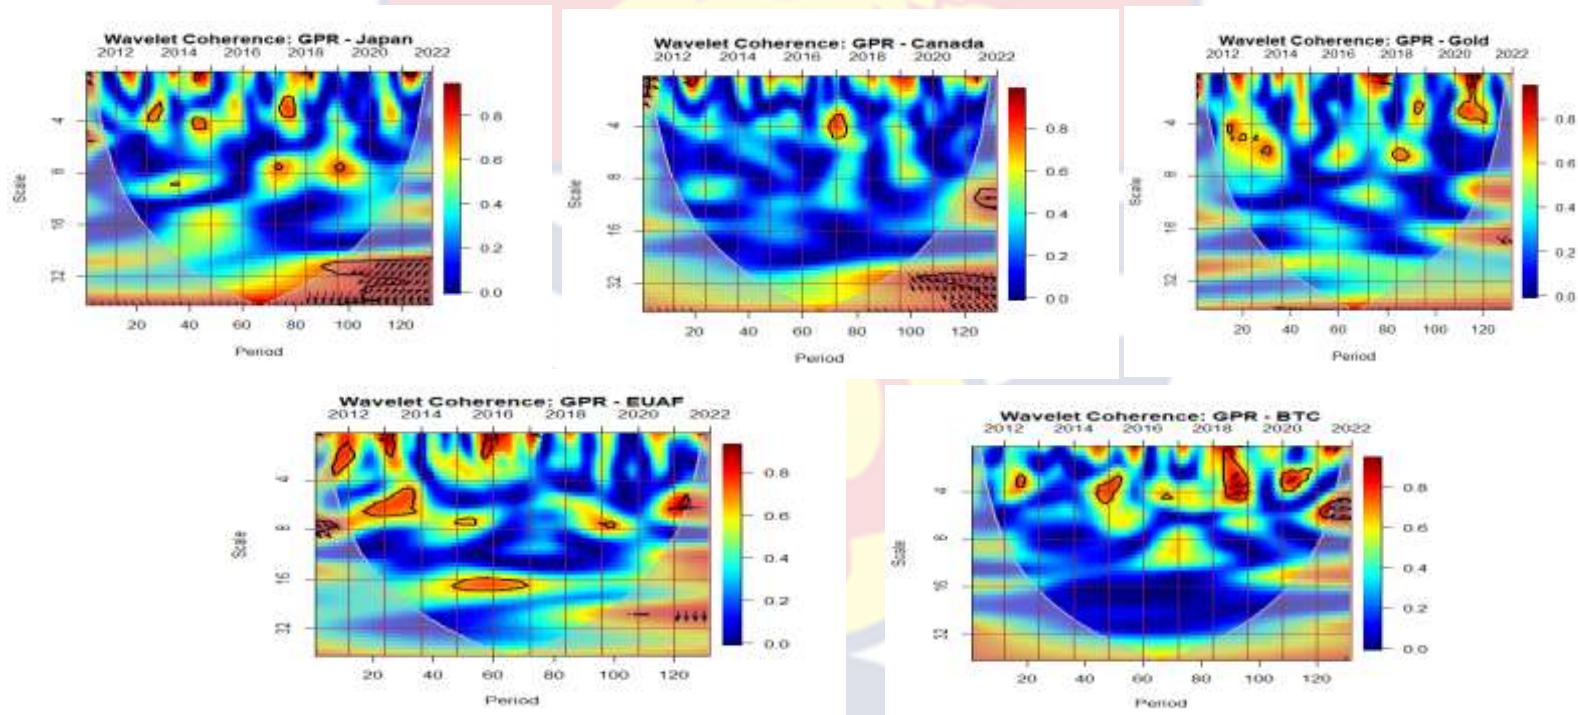 Wavelet Coherence: GPR - Japan
2012 2014 2016 2018 2020 2022
Scale
4
8
16
32
20 40 60 80 100 120
Period
0.8
0.6
0.4
0.2
0.0
Wavelet Coherence: GPR - Canada
2012 2014 2016 2018 2020 2022
Scale
4
8
16
32
20 40 60 80 100 120
Period
0.8
0.6
0.4
0.2
0.0
Wavelet Coherence: GPR - Gold
2012 2014 2016 2018 2020 2022
Scale
4
8
16
32
20 40 60 80 100 120
Period
0.8
0.6
0.4
0.2
0.0
Wavelet Coherence: GPR - EUAF
2012 2014 2016 2018 2020 2022
Scale
4
8
16
32
20 40 60 80 100 120
Period
0.8
0.6
0.4
0.2
0.0
Wavelet Coherence: GPR - BTC
2012 2014 2016 2018 2020 2022
Scale
4
8
16
32
20 40 60 80 100 120
Period
0.8
0.6
0.4
0.2
0.0